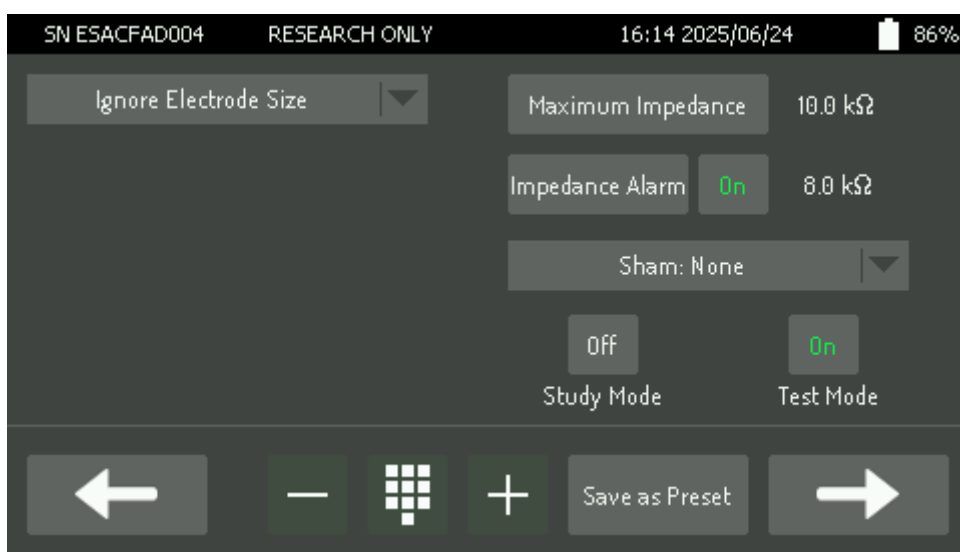 SN ESACFAD004 RESEARCH ONLY 16:14 2025/06/24 86%
Ignore Electrode Size
Maximum Impedance 10.0 kΩ
Impedance Alarm On 8.0 kΩ
Sham: None
Off On
Study Mode Test Mode
Save as Preset